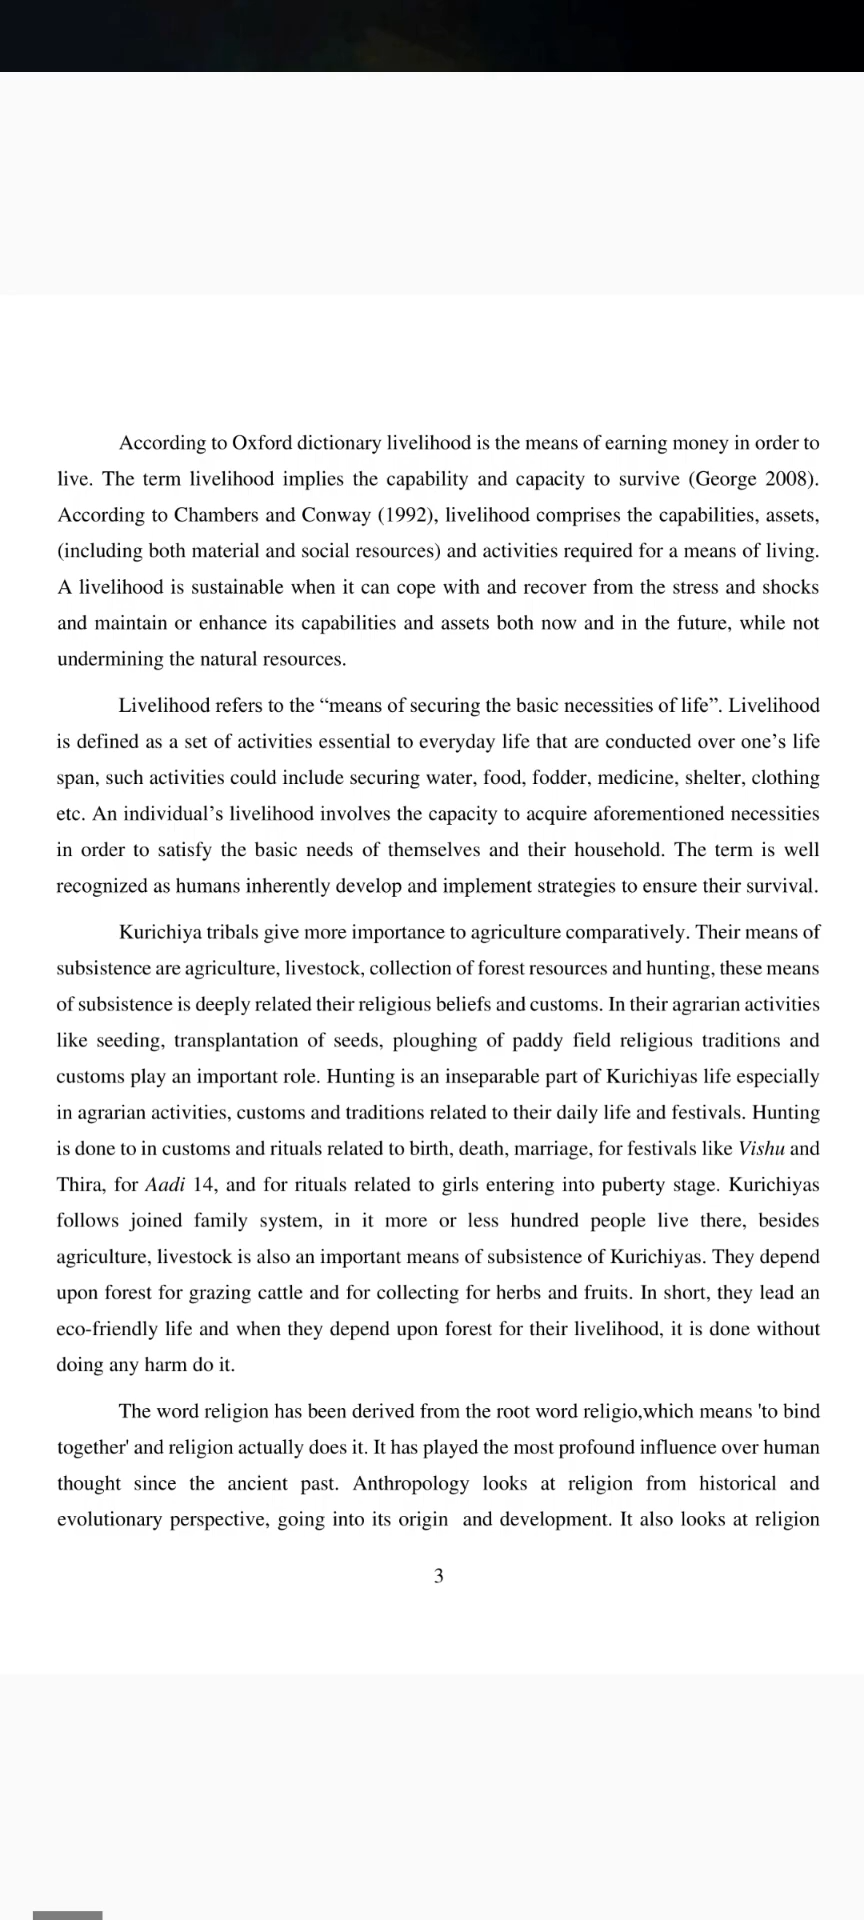 According to Oxford dictionary livelihood is the means of earning money in order to
live. The term livelihood implies the capability and capacity to survive (George 2008).
According to Chambers and Conway (1992), livelihood comprises the capabilities, assets,
(including both material and social resources) and activities required for a means of living.
A livelihood is sustainable when it can cope with and recover from the stress and shocks
and maintain or enhance its capabilities and assets both now and in the future, while not
undermining the natural resources.
Livelihood refers to the “means of securing the basic necessities of life”. Livelihood
is defined as a set of activities essential to everyday life that are conducted over one’s life
span, such activities could include securing water, food, fodder, medicine, shelter, clothing
etc. An individual’s livelihood involves the capacity to acquire aforementioned necessities
in order to satisfy the basic needs of themselves and their household. The term is well
recognized as humans inherently develop and implement strategies to ensure their survival.
Kurichiya tribals give more importance to agriculture comparatively. Their means of
subsistence are agriculture, livestock, collection of forest resources and hunting, these means
of subsistence is deeply related their religious beliefs and customs. In their agrarian activities
like seeding, transplantation of seeds, ploughing of paddy field religious traditions and
customs play an important role. Hunting is an inseparable part of Kurichiyas life especially
in agrarian activities, customs and traditions related to their daily life and festivals. Hunting
is done to in customs and rituals related to birth, death, marriage, for festivals like Vishu and
Thira, for Aadi 14, and for rituals related to girls entering into puberty stage. Kurichiyas
follows joined family system, in it more or less hundred people live there, besides
agriculture, livestock is also an important means of subsistence of Kurichiyas. They depend
upon forest for grazing cattle and for collecting for herbs and fruits. In short, they lead an
eco-friendly life and when they depend upon forest for their livelihood, it is done without
doing any harm do it.
The word religion has been derived from the root word religio,which means 'to bind
together' and religion actually does it. It has played the most profound influence over human
thought since the ancient past. Anthropology looks at religion from historical and
evolutionary perspective, going into its origin and development. It also looks at religion
3